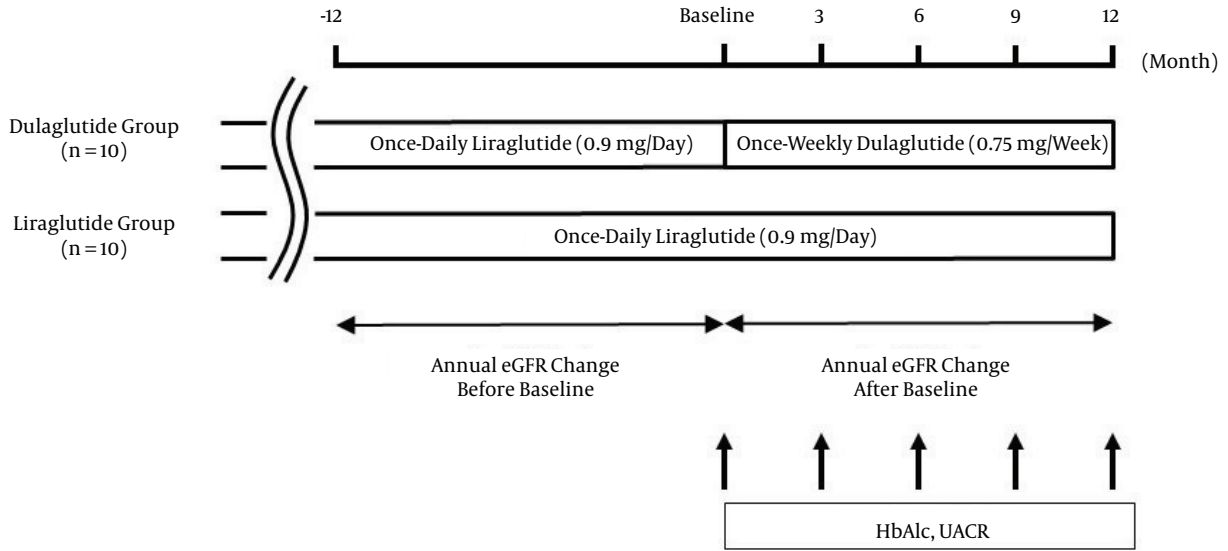 -12 Baseline 3 6 9 12
(Month)
Dulaglutide Group
(n=10)
Once-Daily Liraglutide (0.9 mg/Day) Once-Weekly Dulaglutide (0.75 mg/Week)
Liraglutide Group
(n=10)
Once-Daily Liraglutide (0.9 mg/Day)
Annual eGFR Change
Before Baseline
Annual eGFR Change
After Baseline
HbAlc, UACR